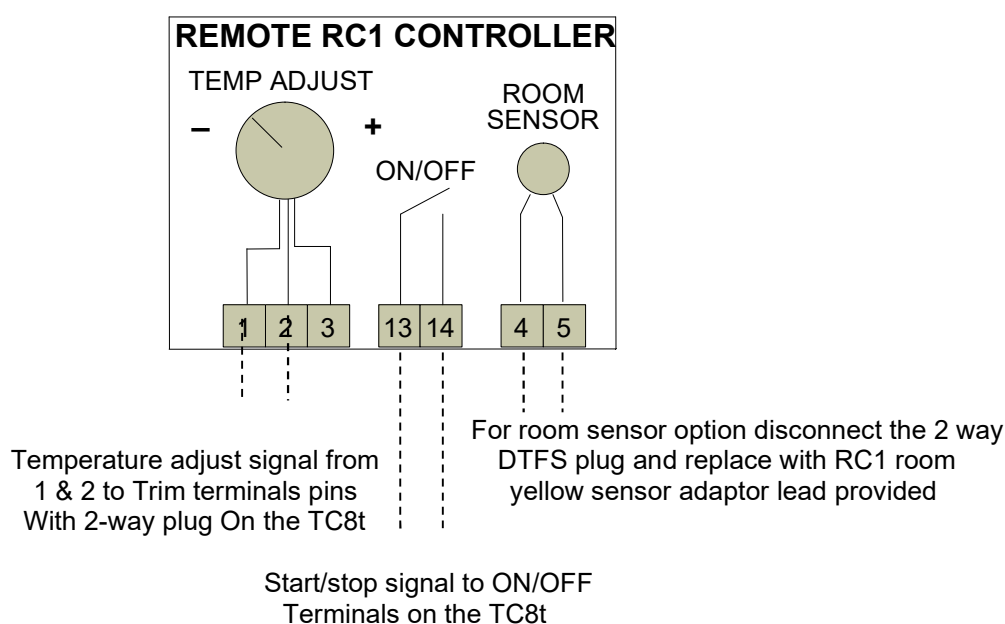 REMOTE RC1 CONTROLLER
TEMP ADJUST
ROOM
SENSOR
– +
ON/OFF
1 2 3 13 14 4 5
For room sensor option disconnect the 2 way
DTFS plug and replace with RC1 room
yellow sensor adaptor lead provided
Temperature adjust signal from
1 & 2 to Trim terminals pins
With 2-way plug On the TC8t
Start/stop signal to ON/OFF
Terminals on the TC8t